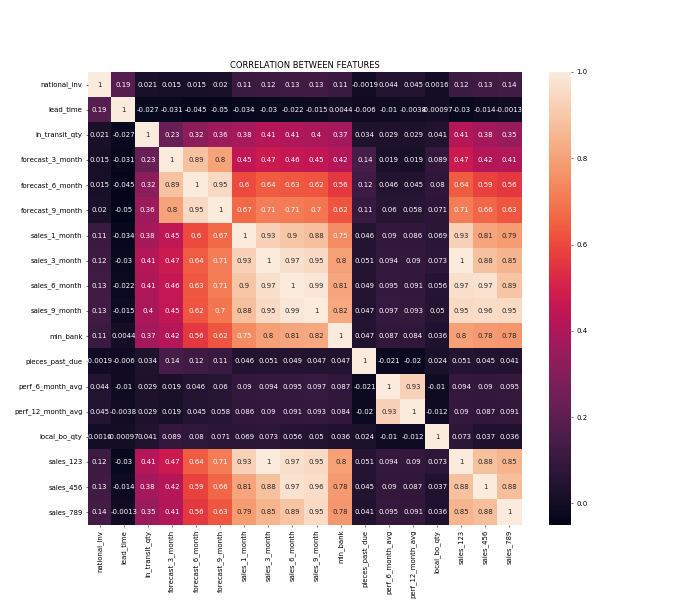 CORRELATION BETWEEN FEATURES
national_inv 1 0.19 0.021 0.015 0.015 0.02 0.11 0.12 0.13 0.13 0.11 -0.0019 0.044 0.045 0.0016 0.12 0.13 0.14
lead_time 0.19 1 -0.027 -0.031 -0.045 -0.05 -0.034 -0.03 -0.022 -0.015 0.0044 -0.006 -0.01 -0.0038 -0.00097 -0.03 -0.014 -0.0013
in_transit_qty 0.021 -0.027 1 0.23 0.32 0.36 0.38 0.41 0.41 0.4 0.37 0.034 0.029 0.029 0.041 0.41 0.38 0.35
forecast_3_month 0.015 -0.031 0.23 1 0.89 0.8 0.45 0.47 0.46 0.45 0.42 0.14 0.019 0.019 0.089 0.47 0.42 0.41
forecast_6_month 0.015 -0.045 0.32 0.89 1 0.95 0.6 0.64 0.63 0.62 0.56 0.12 0.046 0.045 0.08 0.64 0.59 0.56
forecast_9_month 0.02 -0.05 0.36 0.8 0.95 1 0.67 0.71 0.71 0.7 0.62 0.11 0.06 0.058 0.071 0.71 0.66 0.63
sales_1_month 0.11 -0.034 0.38 0.45 0.6 0.67 1 0.93 0.9 0.88 0.75 0.046 0.09 0.086 0.069 0.93 0.81 0.79
sales_3_month 0.12 -0.03 0.41 0.47 0.64 0.71 0.93 1 0.97 0.95 0.8 0.051 0.094 0.09 0.073 1 0.88 0.85
sales_6_month 0.13 -0.022 0.41 0.46 0.63 0.71 0.9 0.97 1 0.99 0.81 0.049 0.095 0.091 0.056 0.97 0.97 0.89
sales_9_month 0.13 -0.015 0.4 0.45 0.62 0.7 0.88 0.95 0.99 1 0.82 0.047 0.097 0.093 0.05 0.95 0.96 0.95
min_bank 0.11 0.0044 0.37 0.42 0.56 0.62 0.75 0.8 0.81 0.82 1 0.047 0.087 0.084 0.036 0.8 0.78 0.78
pieces_past_due -0.0019 -0.006 0.034 0.14 0.12 0.11 0.046 0.051 0.049 0.047 0.047 1 -0.021 -0.02 0.024 0.051 0.045 0.041
perf_6_month_avg 0.044 -0.01 0.029 0.019 0.046 0.06 0.09 0.094 0.095 0.097 0.087 -0.021 1 0.93 -0.01 0.094 0.09 0.095
perf_12_month_avg 0.045 -0.0038 0.029 0.019 0.045 0.058 0.086 0.09 0.091 0.093 0.084 -0.02 0.93 1 -0.012 0.09 0.087 0.091
local_bo_qty 0.0016 -0.00097 0.041 0.089 0.08 0.071 0.069 0.073 0.056 0.05 0.036 0.024 -0.01 -0.012 1 0.073 0.037 0.036
sales_123 0.12 -0.03 0.41 0.47 0.64 0.71 0.93 1 0.97 0.95 0.8 0.051 0.094 0.09 0.073 1 0.88 0.85
sales_456 0.13 -0.014 0.38 0.42 0.59 0.66 0.81 0.88 0.97 0.96 0.78 0.045 0.09 0.087 0.037 0.88 1 0.88
sales_789 0.14 -0.0013 0.35 0.41 0.56 0.63 0.79 0.85 0.89 0.95 0.78 0.041 0.095 0.091 0.036 0.85 0.88 1
national_inv lead_time in_transit_qty forecast_3_month forecast_6_month forecast_9_month sales_1_month sales_3_month sales_6_month sales_9_month min_bank pieces_past_due perf_6_month_avg perf_12_month_avg local_bo_qty sales_123 sales_456 sales_789
1.0
0.8
0.6
0.4
0.2
0.0